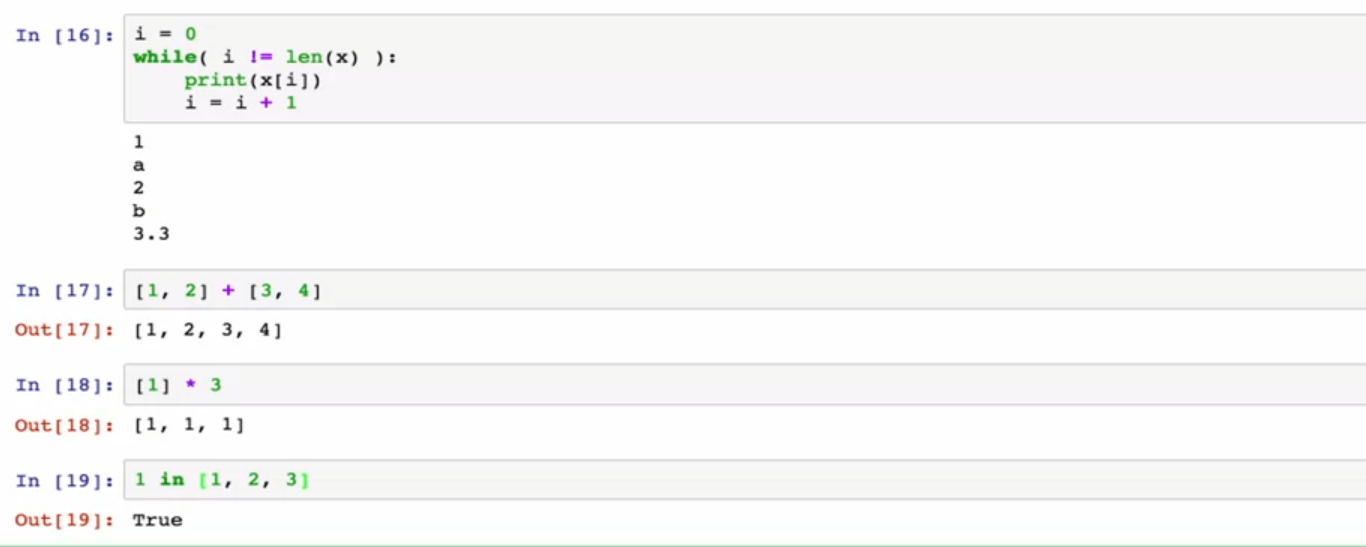 In [16]: i = 0
while( i != len(x) ):
    print(x[i])
    i = i + 1
1
a
2
b
3.3
In [17]: [1, 2] + [3, 4]
Out[17]: [1, 2, 3, 4]
In [18]: [1] * 3
Out[18]: [1, 1, 1]
In [19]: 1 in [1, 2, 3]
Out[19]: True